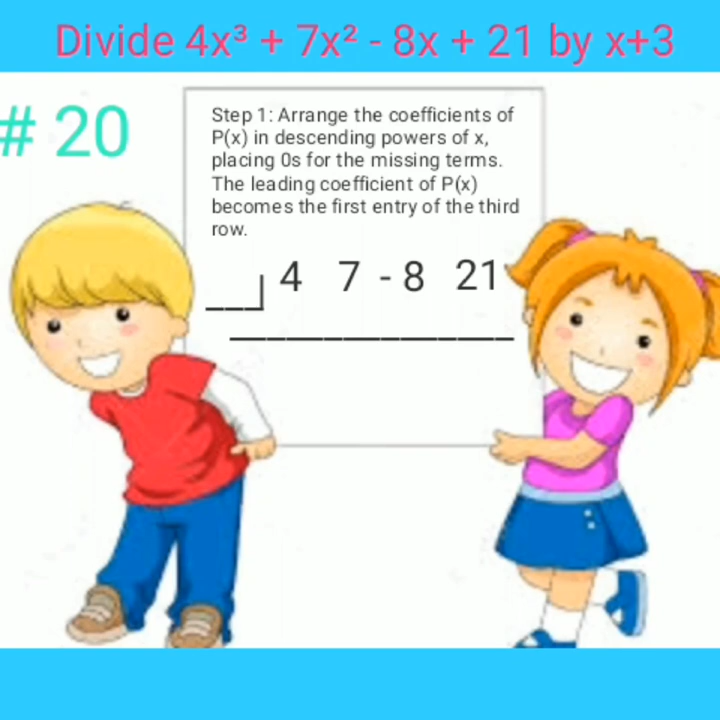 Divide 4x³ + 7x² - 8x + 21 by x+3
# 20
Step 1: Arrange the coefficients of
P(x) in descending powers of x,
placing 0s for the missing terms.
The leading coefficient of P(x)
becomes the first entry of the third
row.
___| 4 7 - 8 21
_______________